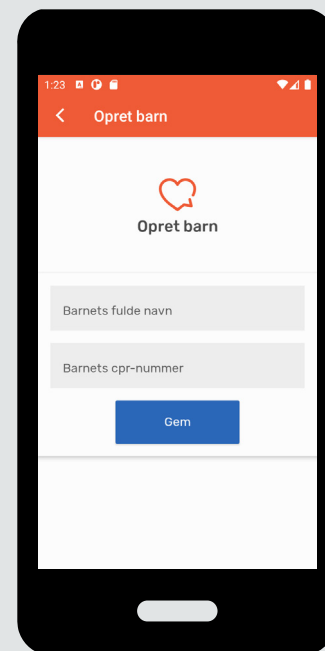 1:23
Opret barn
Opret barn
Barnets fulde navn
Barnets cpr-nummer
Gem